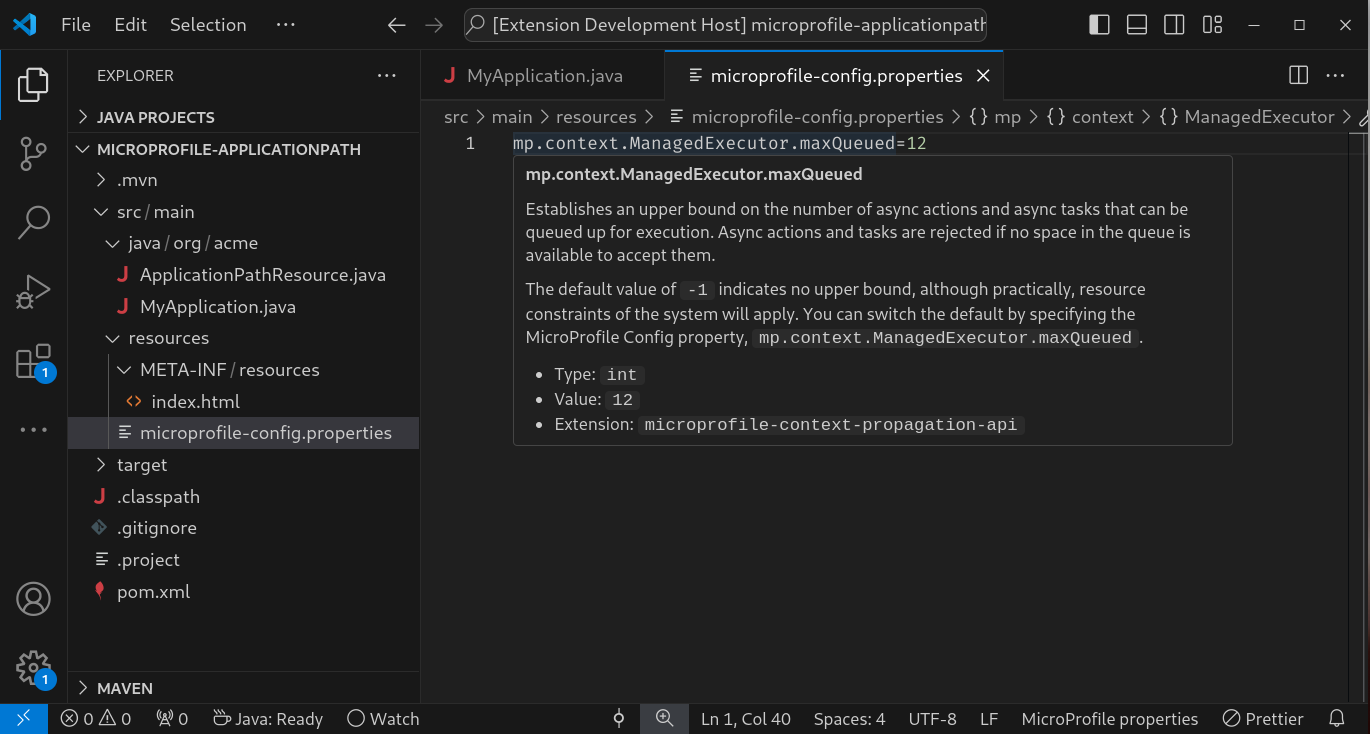 File Edit Selection ··· [Extension Development Host] microprofile-applicationpath
EXPLORER ···
JAVA PROJECTS
MICROPROFILE-APPLICATIONPATH
.mvn
src/main
java/org/acme
ApplicationPathResource.java
MyApplication.java
resources
META-INF/resources
index.html
microprofile-config.properties
target
.classpath
.gitignore
.project
pom.xml
MAVEN
1
1
MyApplication.java microprofile-config.properties
src > main > resources > microprofile-config.properties > {} mp > {} context > {} ManagedExecutor >
1 mp.context.ManagedExecutor.maxQueued=12
mp.context.ManagedExecutor.maxQueued
Establishes an upper bound on the number of async actions and async tasks that can be
queued up for execution. Async actions and tasks are rejected if no space in the queue is
available to accept them.
The default value of -1 indicates no upper bound, although practically, resource
constraints of the system will apply. You can switch the default by specifying the
MicroProfile Config property, mp.context.ManagedExecutor.maxQueued.
• Type: int
• Value: 12
• Extension: microprofile-context-propagation-api
0 0 0 Java: Ready Watch Ln 1, Col 40 Spaces: 4 UTF-8 LF MicroProfile properties Prettier